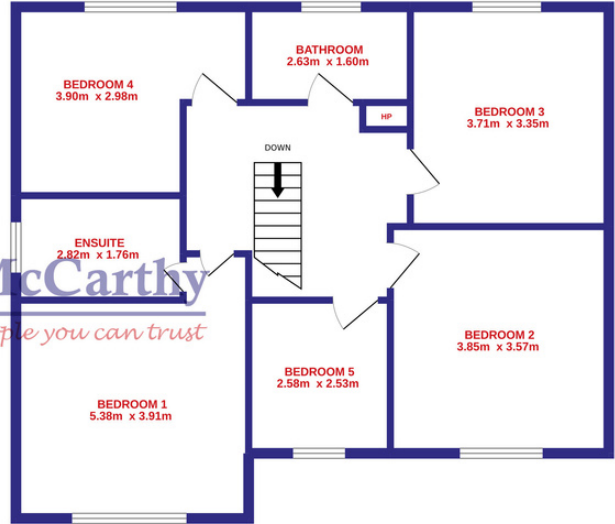 BEDROOM 4
3.90m x 2.98m
BATHROOM
2.63m x 1.60m
HP
BEDROOM 3
3.71m x 3.35m
DOWN
ENSUITE
2.82m x 1.76m
McCarthy
you can trust
BEDROOM 2
3.85m x 3.57m
BEDROOM 5
2.58m x 2.53m
BEDROOM 1
5.38m x 3.91m